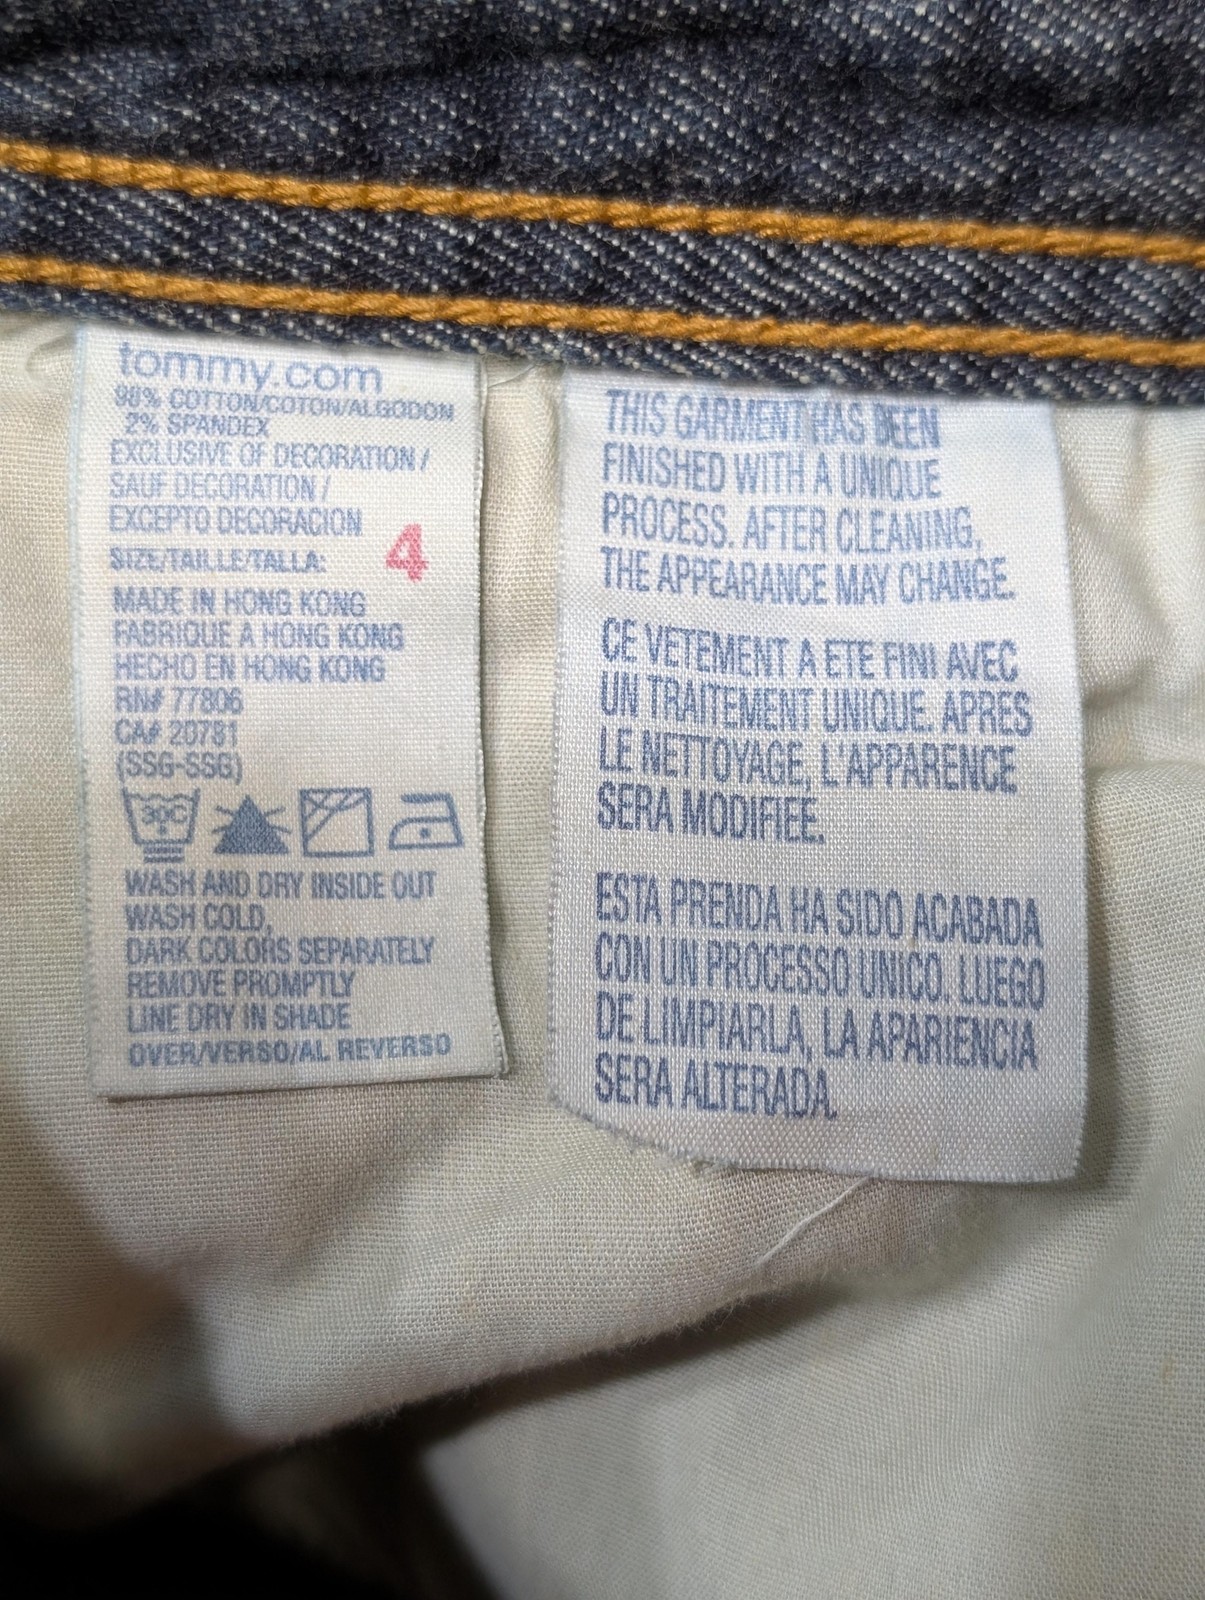 tommy.com
98% COTTON/COTON/ALGODON
2% SPANDEX
EXCLUSIVE OF DECORATION /
SAUF DECORATION /
EXCEPTO DECORACION
SIZE/TAILLE/TALLA: 4
MADE IN HONG KONG
FABRIQUE A HONG KONG
HECHO EN HONG KONG
RN# 77806
CA# 20781
(SSG-SSG)
30C
WASH AND DRY INSIDE OUT
WASH COLD,
DARK COLORS SEPARATELY
REMOVE PROMPTLY
LINE DRY IN SHADE
OVER/VERSO/AL REVERSO
THIS GARMENT HAS BEEN
FINISHED WITH A UNIQUE
PROCESS. AFTER CLEANING,
THE APPEARANCE MAY CHANGE.
CE VETEMENT A ETE FINI AVEC
UN TRAITEMENT UNIQUE. APRES
LE NETTOYAGE, L'APPARENCE
SERA MODIFIEE.
ESTA PRENDA HA SIDO ACABADA
CON UN PROCESSO UNICO. LUEGO
DE LIMPIARLA, LA APARIENCIA
SERA ALTERADA.